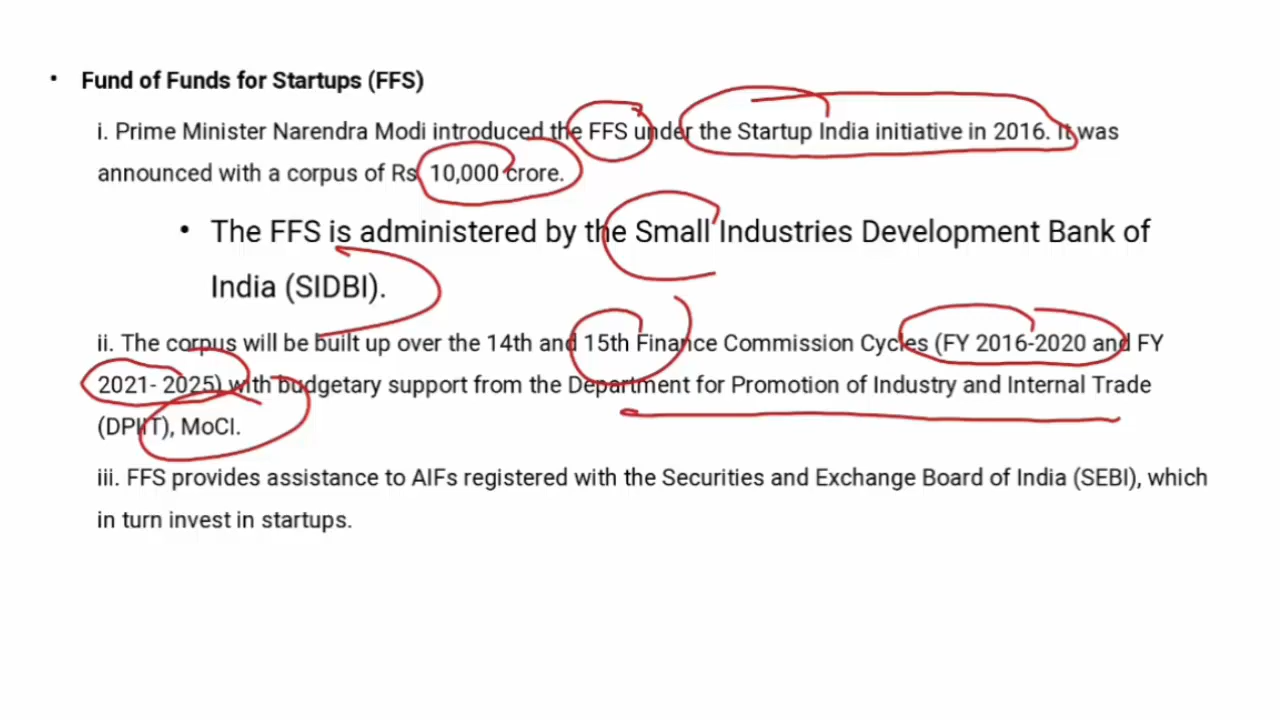 • Fund of Funds for Startups (FFS)
i. Prime Minister Narendra Modi introduced the FFS under the Startup India initiative in 2016. It was
announced with a corpus of Rs 10,000 crore.
• The FFS is administered by the Small Industries Development Bank of
India (SIDBI).
ii. The corpus will be built up over the 14th and 15th Finance Commission Cycles (FY 2016-2020 and FY
2021- 2025) with budgetary support from the Department for Promotion of Industry and Internal Trade
(DPIIT), MoCI.
iii. FFS provides assistance to AIFs registered with the Securities and Exchange Board of India (SEBI), which
in turn invest in startups.